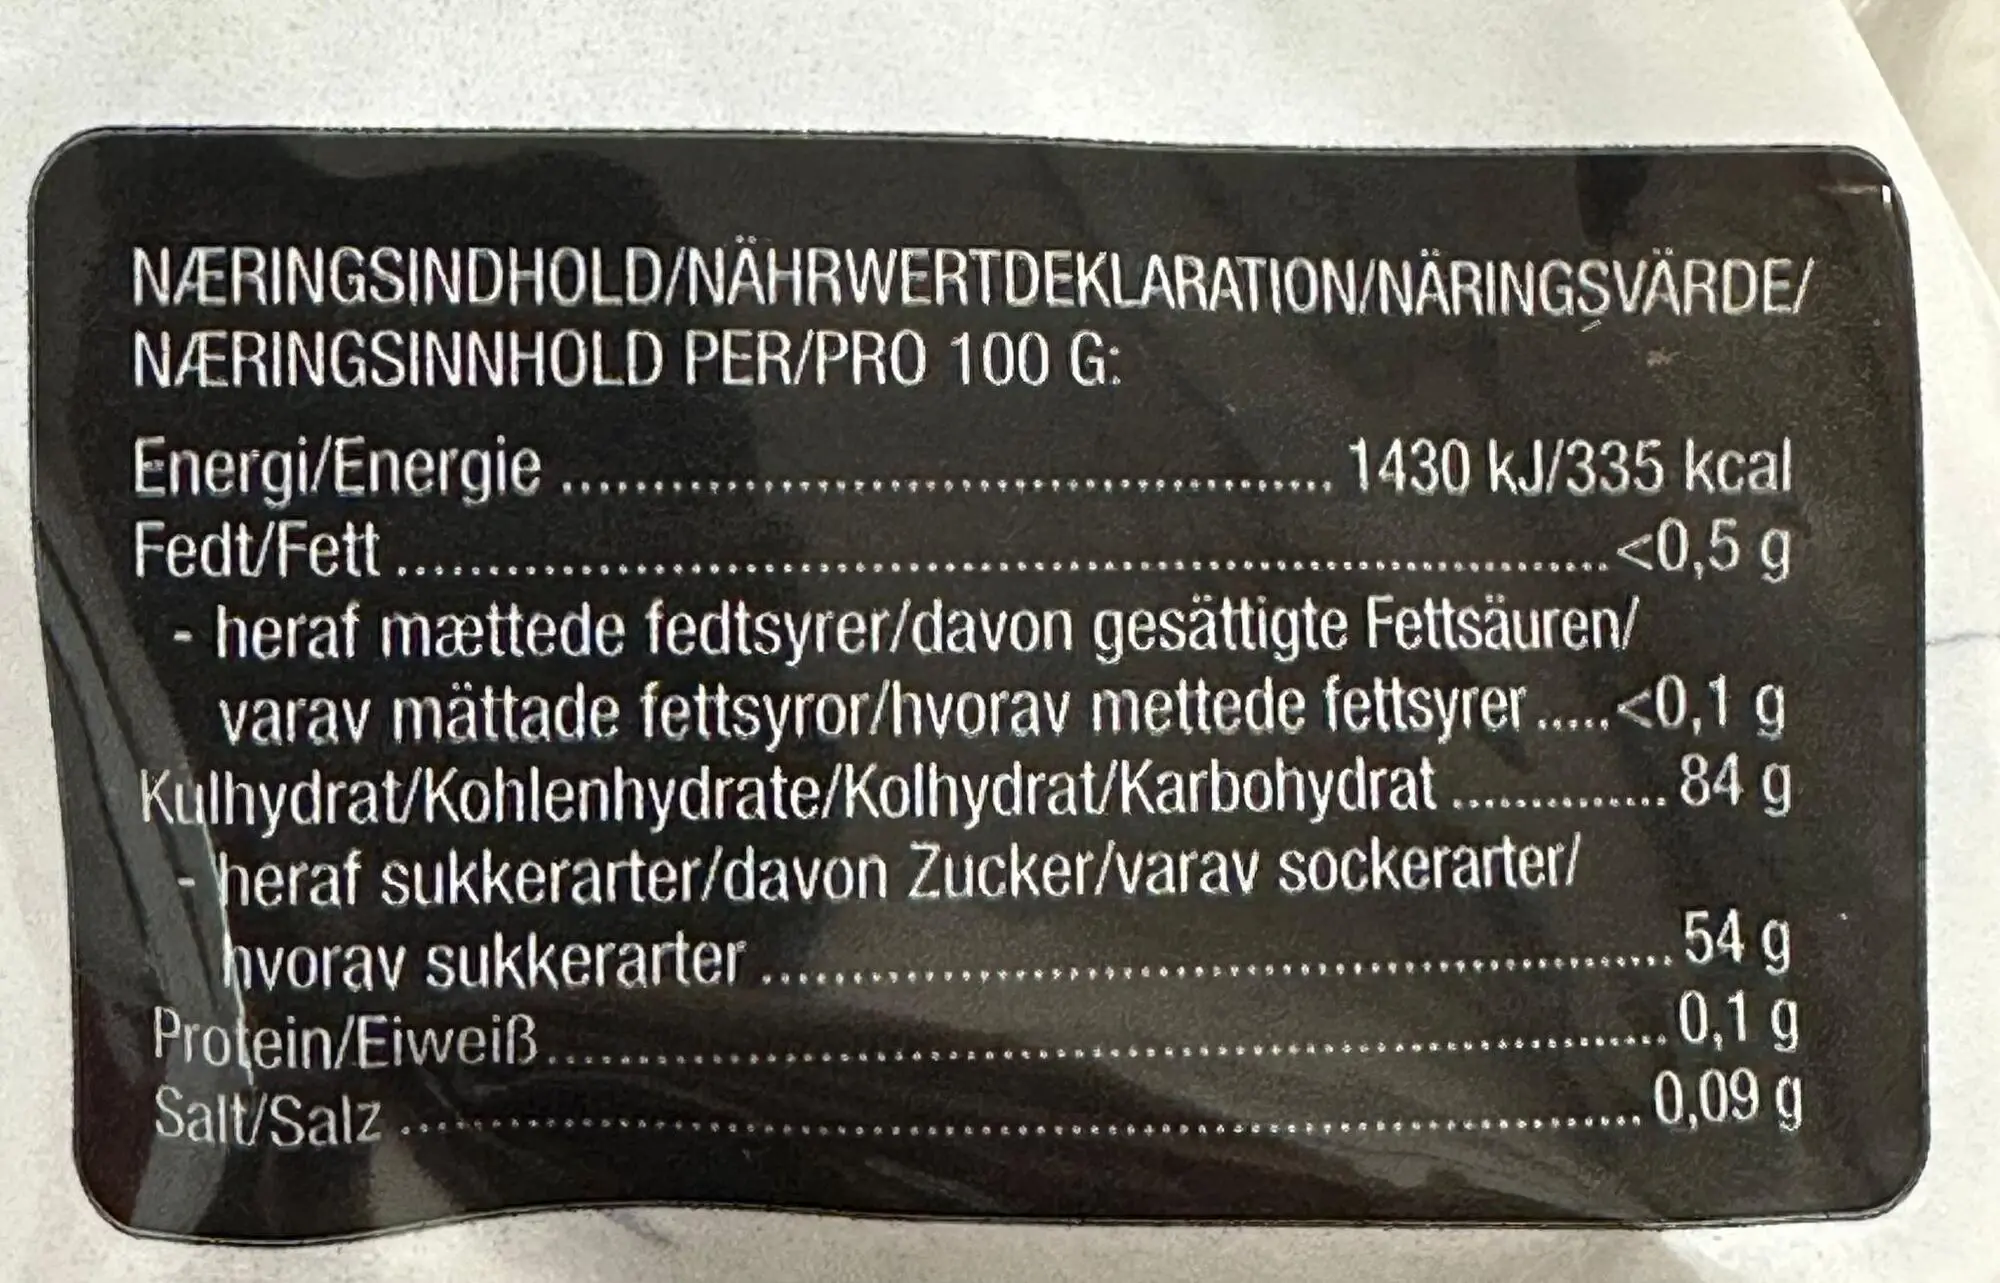 NÆRINGSINDHOLD/NÄHRWERTDEKLARATION/NÄRINGSVÄRDE/
NÆRINGSINNHOLD PER/PRO 100 G:
Energi/Energie ........................................................ 1430 kJ/335 kcal
Fedt/Fett ........................................................................ <0,5 g
- heraf mættede fedtsyrer/davon gesättigte Fettsäuren/
varav mättade fettsyror/hvorav mettede fettsyrer ..... <0,1 g
Kulhydrat/Kohlenhydrate/Kolhydrat/Karbohydrat ............... 84 g
- heraf sukkerarter/davon Zucker/varav sockerarter/
hvorav sukkerarter ................................................................ 54 g
Protein/Eiweiß ........................................................................ 0,1 g
Salt/Salz ........................................................................ 0,09 g